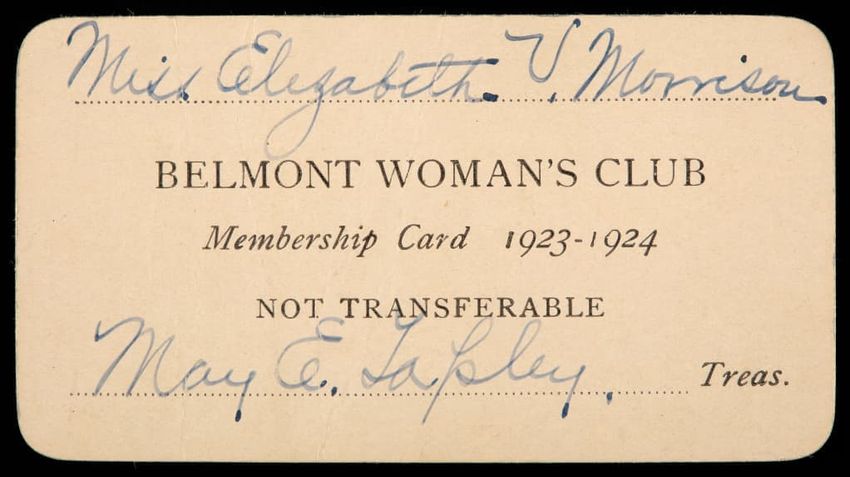 Miss. Elizabeth. V. Morrison
BELMONT WOMAN'S CLUB
Membership Card 1923-1924
NOT TRANSFERABLE
May E. Tapley. Treas.